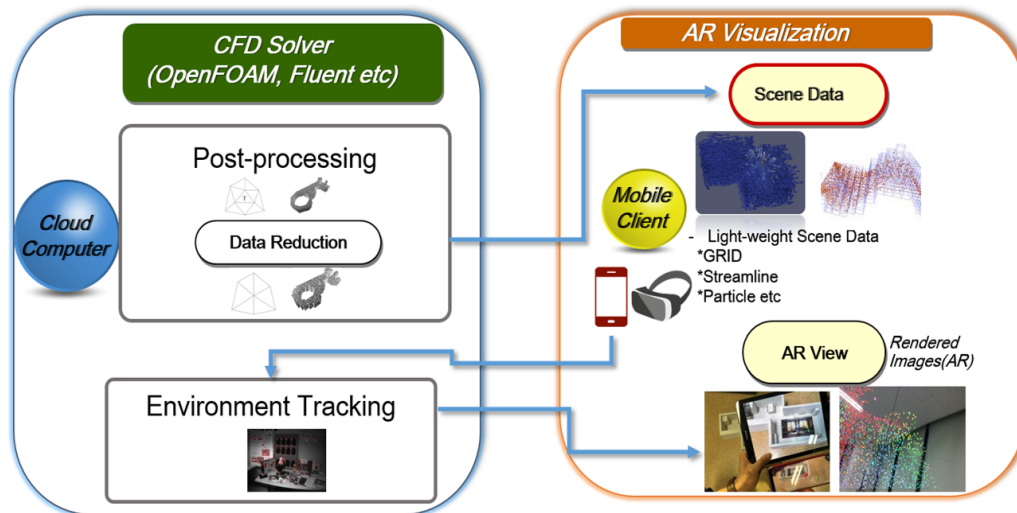 CFD Solver
(OpenFOAM, Fluent etc)
Post-processing
Data Reduction
Cloud
Computer
Environment Tracking
AR Visualization
Scene Data
Mobile
Client
- Light-weight Scene Data
*GRID
*Streamline
*Particle etc
AR View
Rendered
Images(AR)